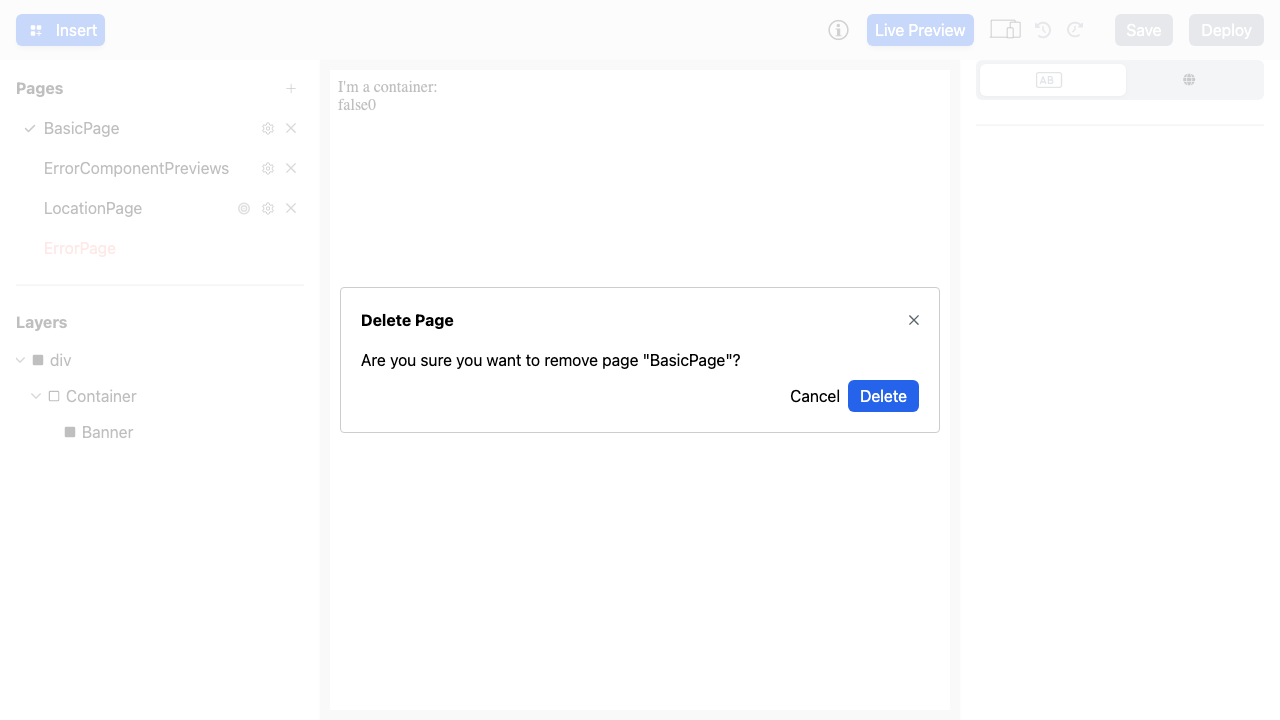 Insert
Live Preview
Save
Deploy
Pages
BasicPage
ErrorComponentPreviews
LocationPage
ErrorPage
Layers
div
Container
Banner
I'm a container:
false0
AB
Delete Page
Are you sure you want to remove page "BasicPage"?
Cancel
Delete